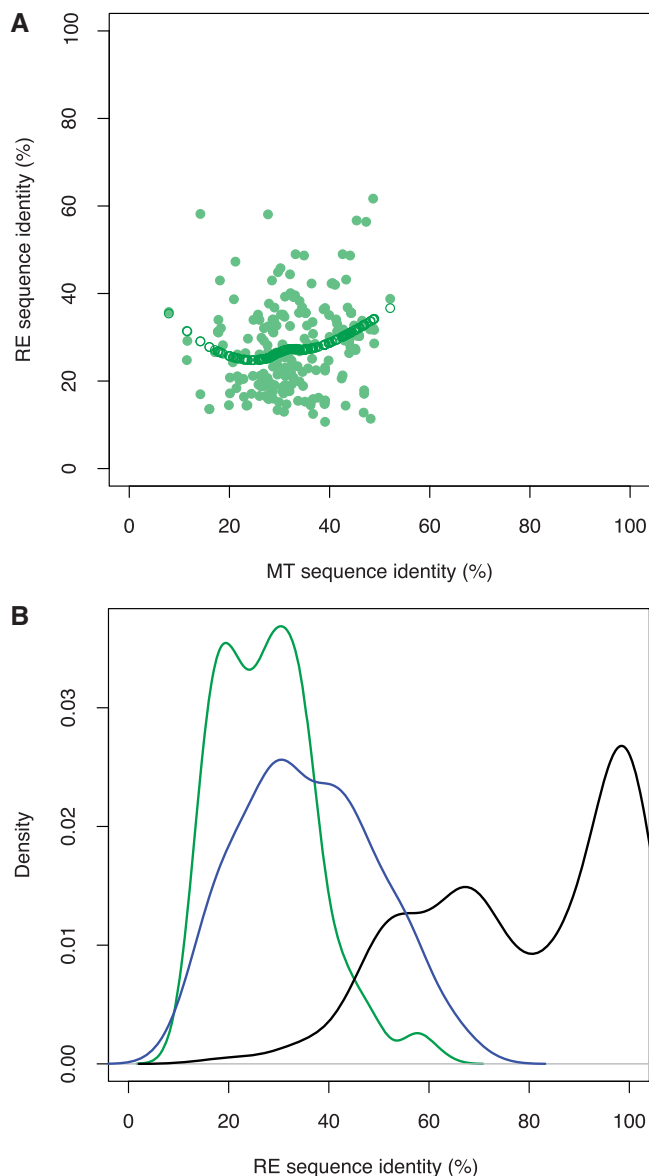 A
100
80
60
40
20
0
RE sequence identity (%)
0 20 40 60 80 100
MT sequence identity (%)
B
0.03
0.02
0.01
0.00
Density
0 20 40 60 80 100
RE sequence identity (%)